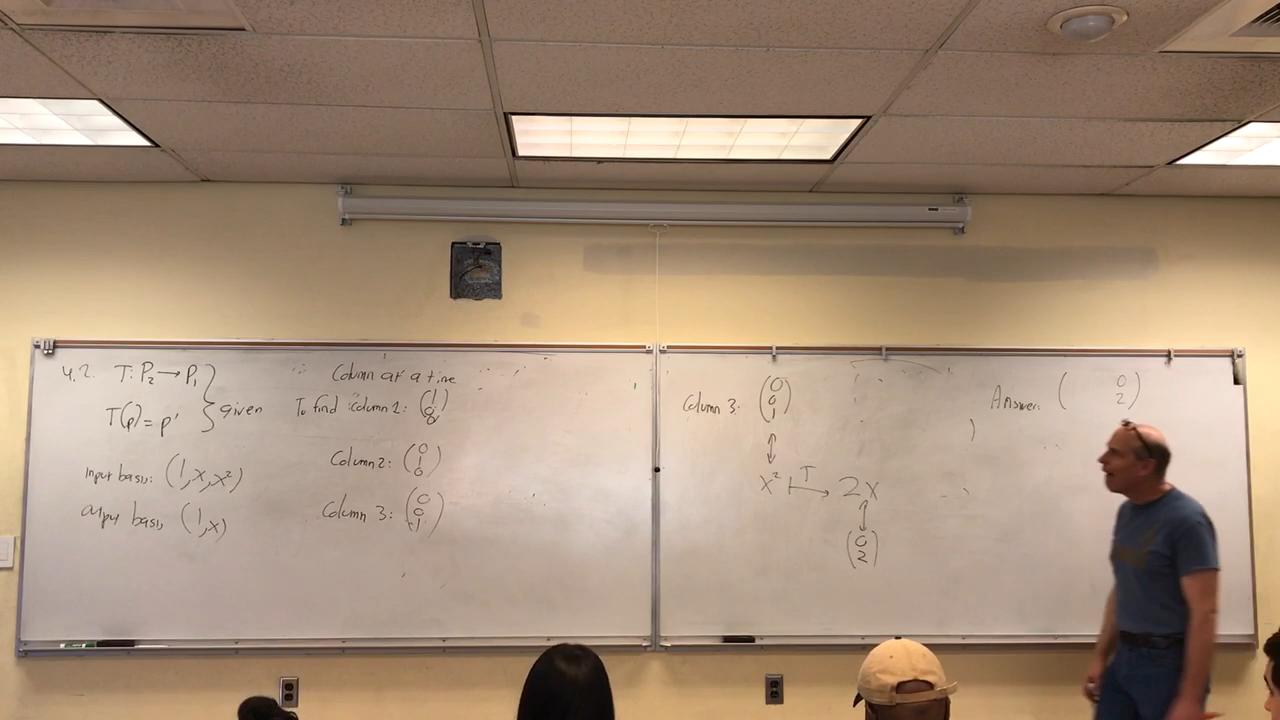 4.2. T: P₂ → P₁ } given
T(p) = p'
input basis: (1, x, x²)
output basis (1, x)
Column at a time
To find column 1: (1 0 0)
Column 2: (0 1 0)
Column 3: (0 0 1)
Column 3: (0 0 1)
↕
x² ↦ 2x
T
↕
(0 2)
Answer: ( 0 2 )